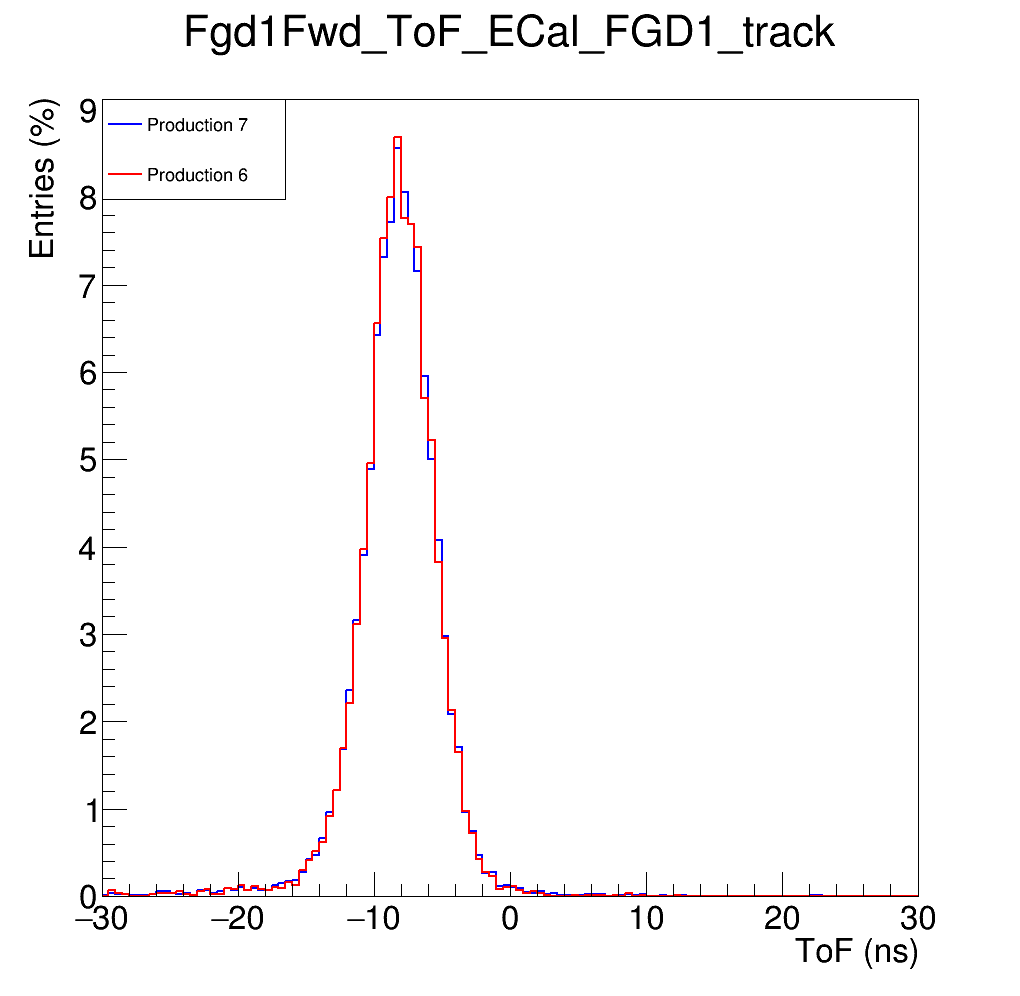 Fgd1Fwd_ToF_ECal_FGD1_track
Entries (%)
Production 7
Production 6
9
8
7
6
5
4
3
2
1
0
−30 −20 −10 0 10 20 30
ToF (ns)